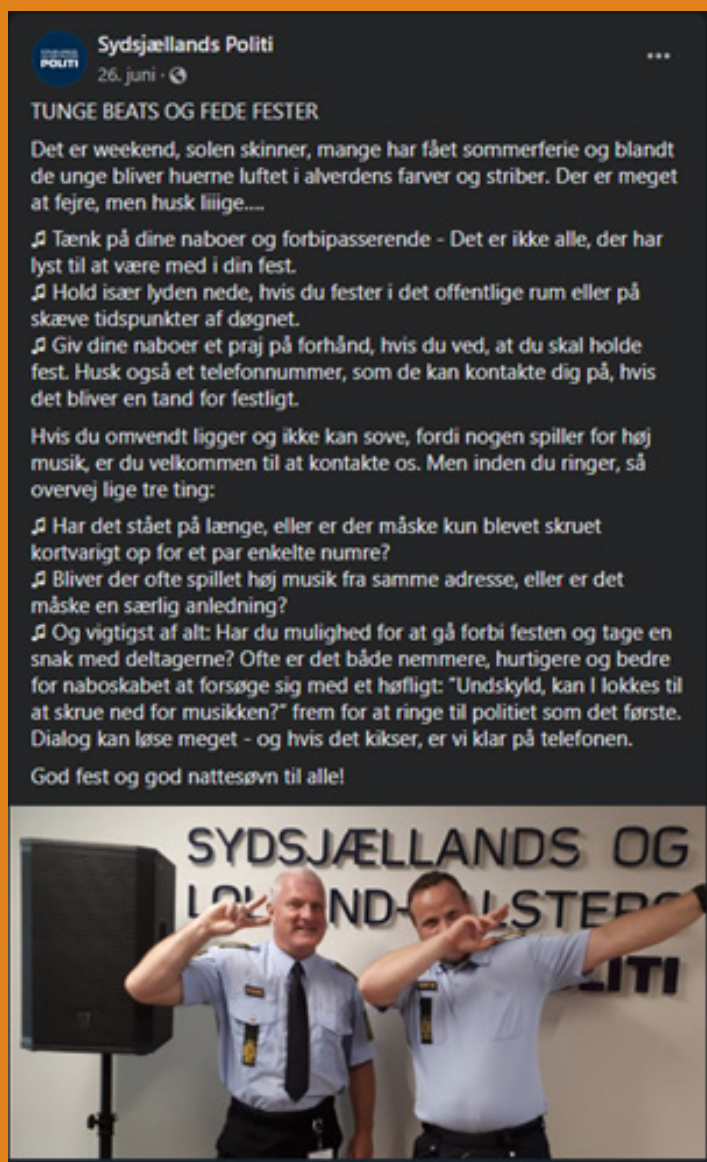 Sydsjællands Politi
POLITI
26. juni ·
TUNGE BEATS OG FEDE FESTER
Det er weekend, solen skinner, mange har fået sommerferie og blandt
de unge bliver huerne luftet i alverdens farver og striber. Der er meget
at fejre, men husk liiige....
♫ Tænk på dine naboer og forbipasserende - Det er ikke alle, der har
lyst til at være med i din fest.
♫ Hold især lyden nede, hvis du fester i det offentlige rum eller på
skæve tidspunkter af døgnet.
♫ Giv dine naboer et praj på forhånd, hvis du ved, at du skal holde
fest. Husk også et telefonnummer, som de kan kontakte dig på, hvis
det bliver en tand for festligt.
Hvis du omvendt ligger og ikke kan sove, fordi nogen spiller for høj
musik, er du velkommen til at kontakte os. Men inden du ringer, så
overvej lige tre ting:
♫ Har det stået på længe, eller er der måske kun blevet skruet
kortvarigt op for et par enkelte numre?
♫ Bliver der ofte spillet høj musik fra samme adresse, eller er det
måske en særlig anledning?
♫ Og vigtigst af alt: Har du mulighed for at gå forbi festen og tage en
snak med deltagerne? Ofte er det både nemmere, hurtigere og bedre
for naboskabet at forsøge sig med et høfligt: "Undskyld, kan I lokkes til
at skrue ned for musikken?" frem for at ringe til politiet som det første.
Dialog kan løse meget - og hvis det kikser, er vi klar på telefonen.
God fest og god nattesøvn til alle!
SYDSJÆLLANDS OG